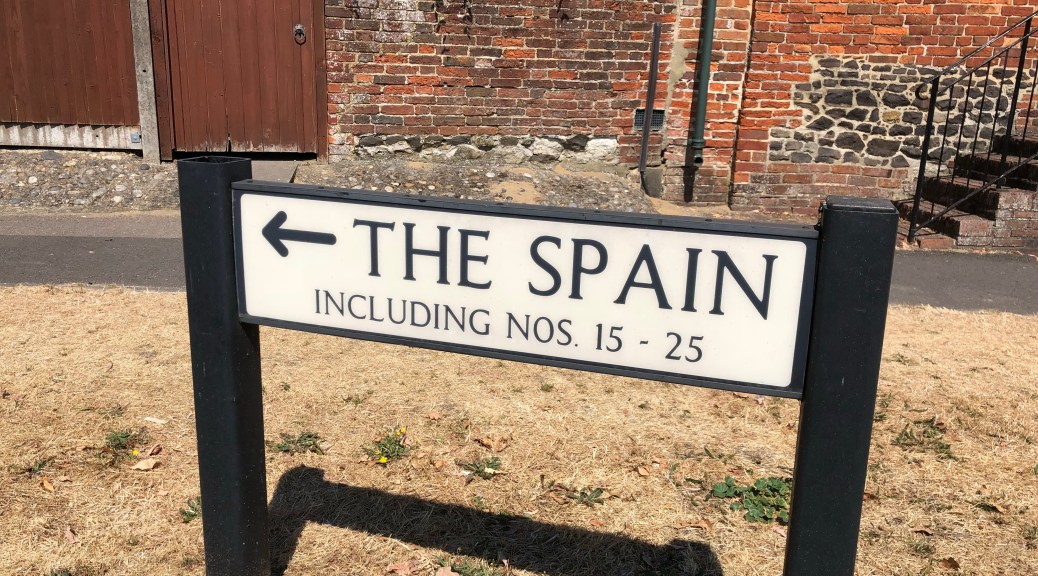 ← THE SPAIN
INCLUDING NOS. 15 - 25